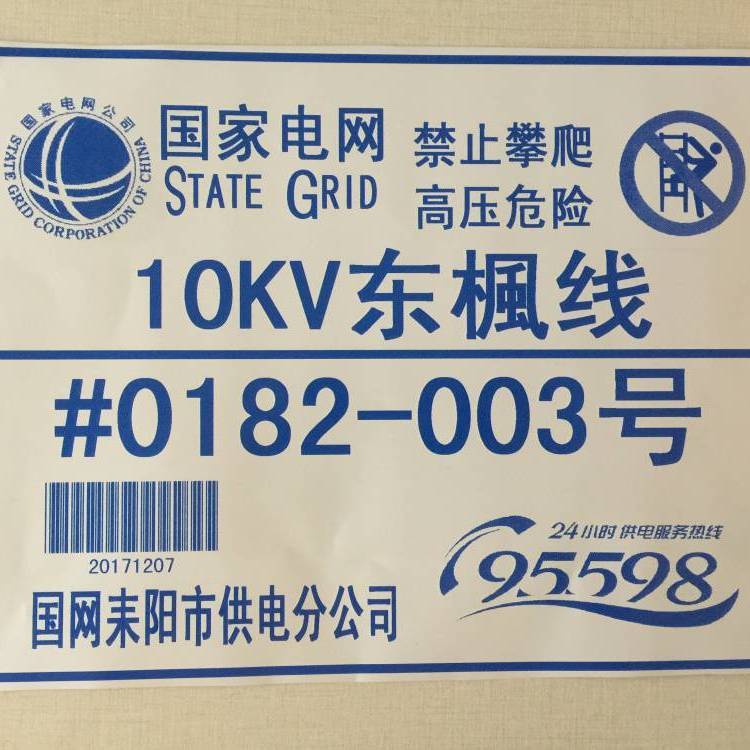 国家电网公司
STATE GRID CORPORATION OF CHINA
国家电网
STATE GRID
禁止攀爬
高压危险
10KV东楓线
#0182-003号
20171207
国网耒阳市供电分公司
24小时供电服务热线
95598